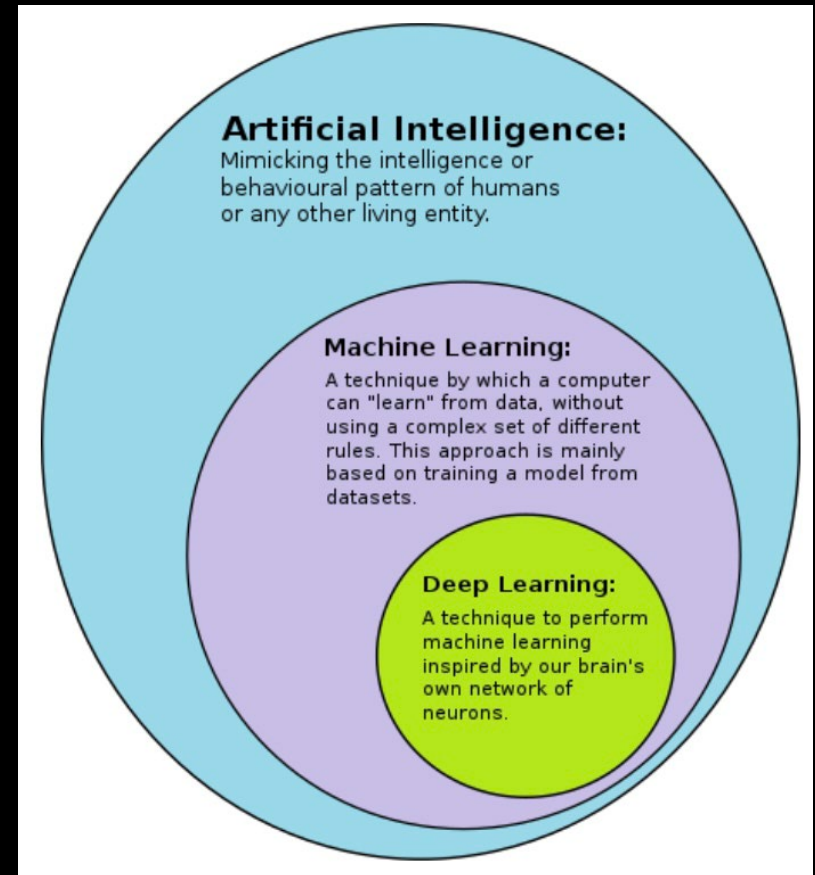 Artificial Intelligence:
Mimicking the intelligence or
behavioural pattern of humans
or any other living entity.
Machine Learning:
A technique by which a computer
can "learn" from data, without
using a complex set of different
rules. This approach is mainly
based on training a model from
datasets.
Deep Learning:
A technique to perform
machine learning
inspired by our brain's
own network of
neurons.